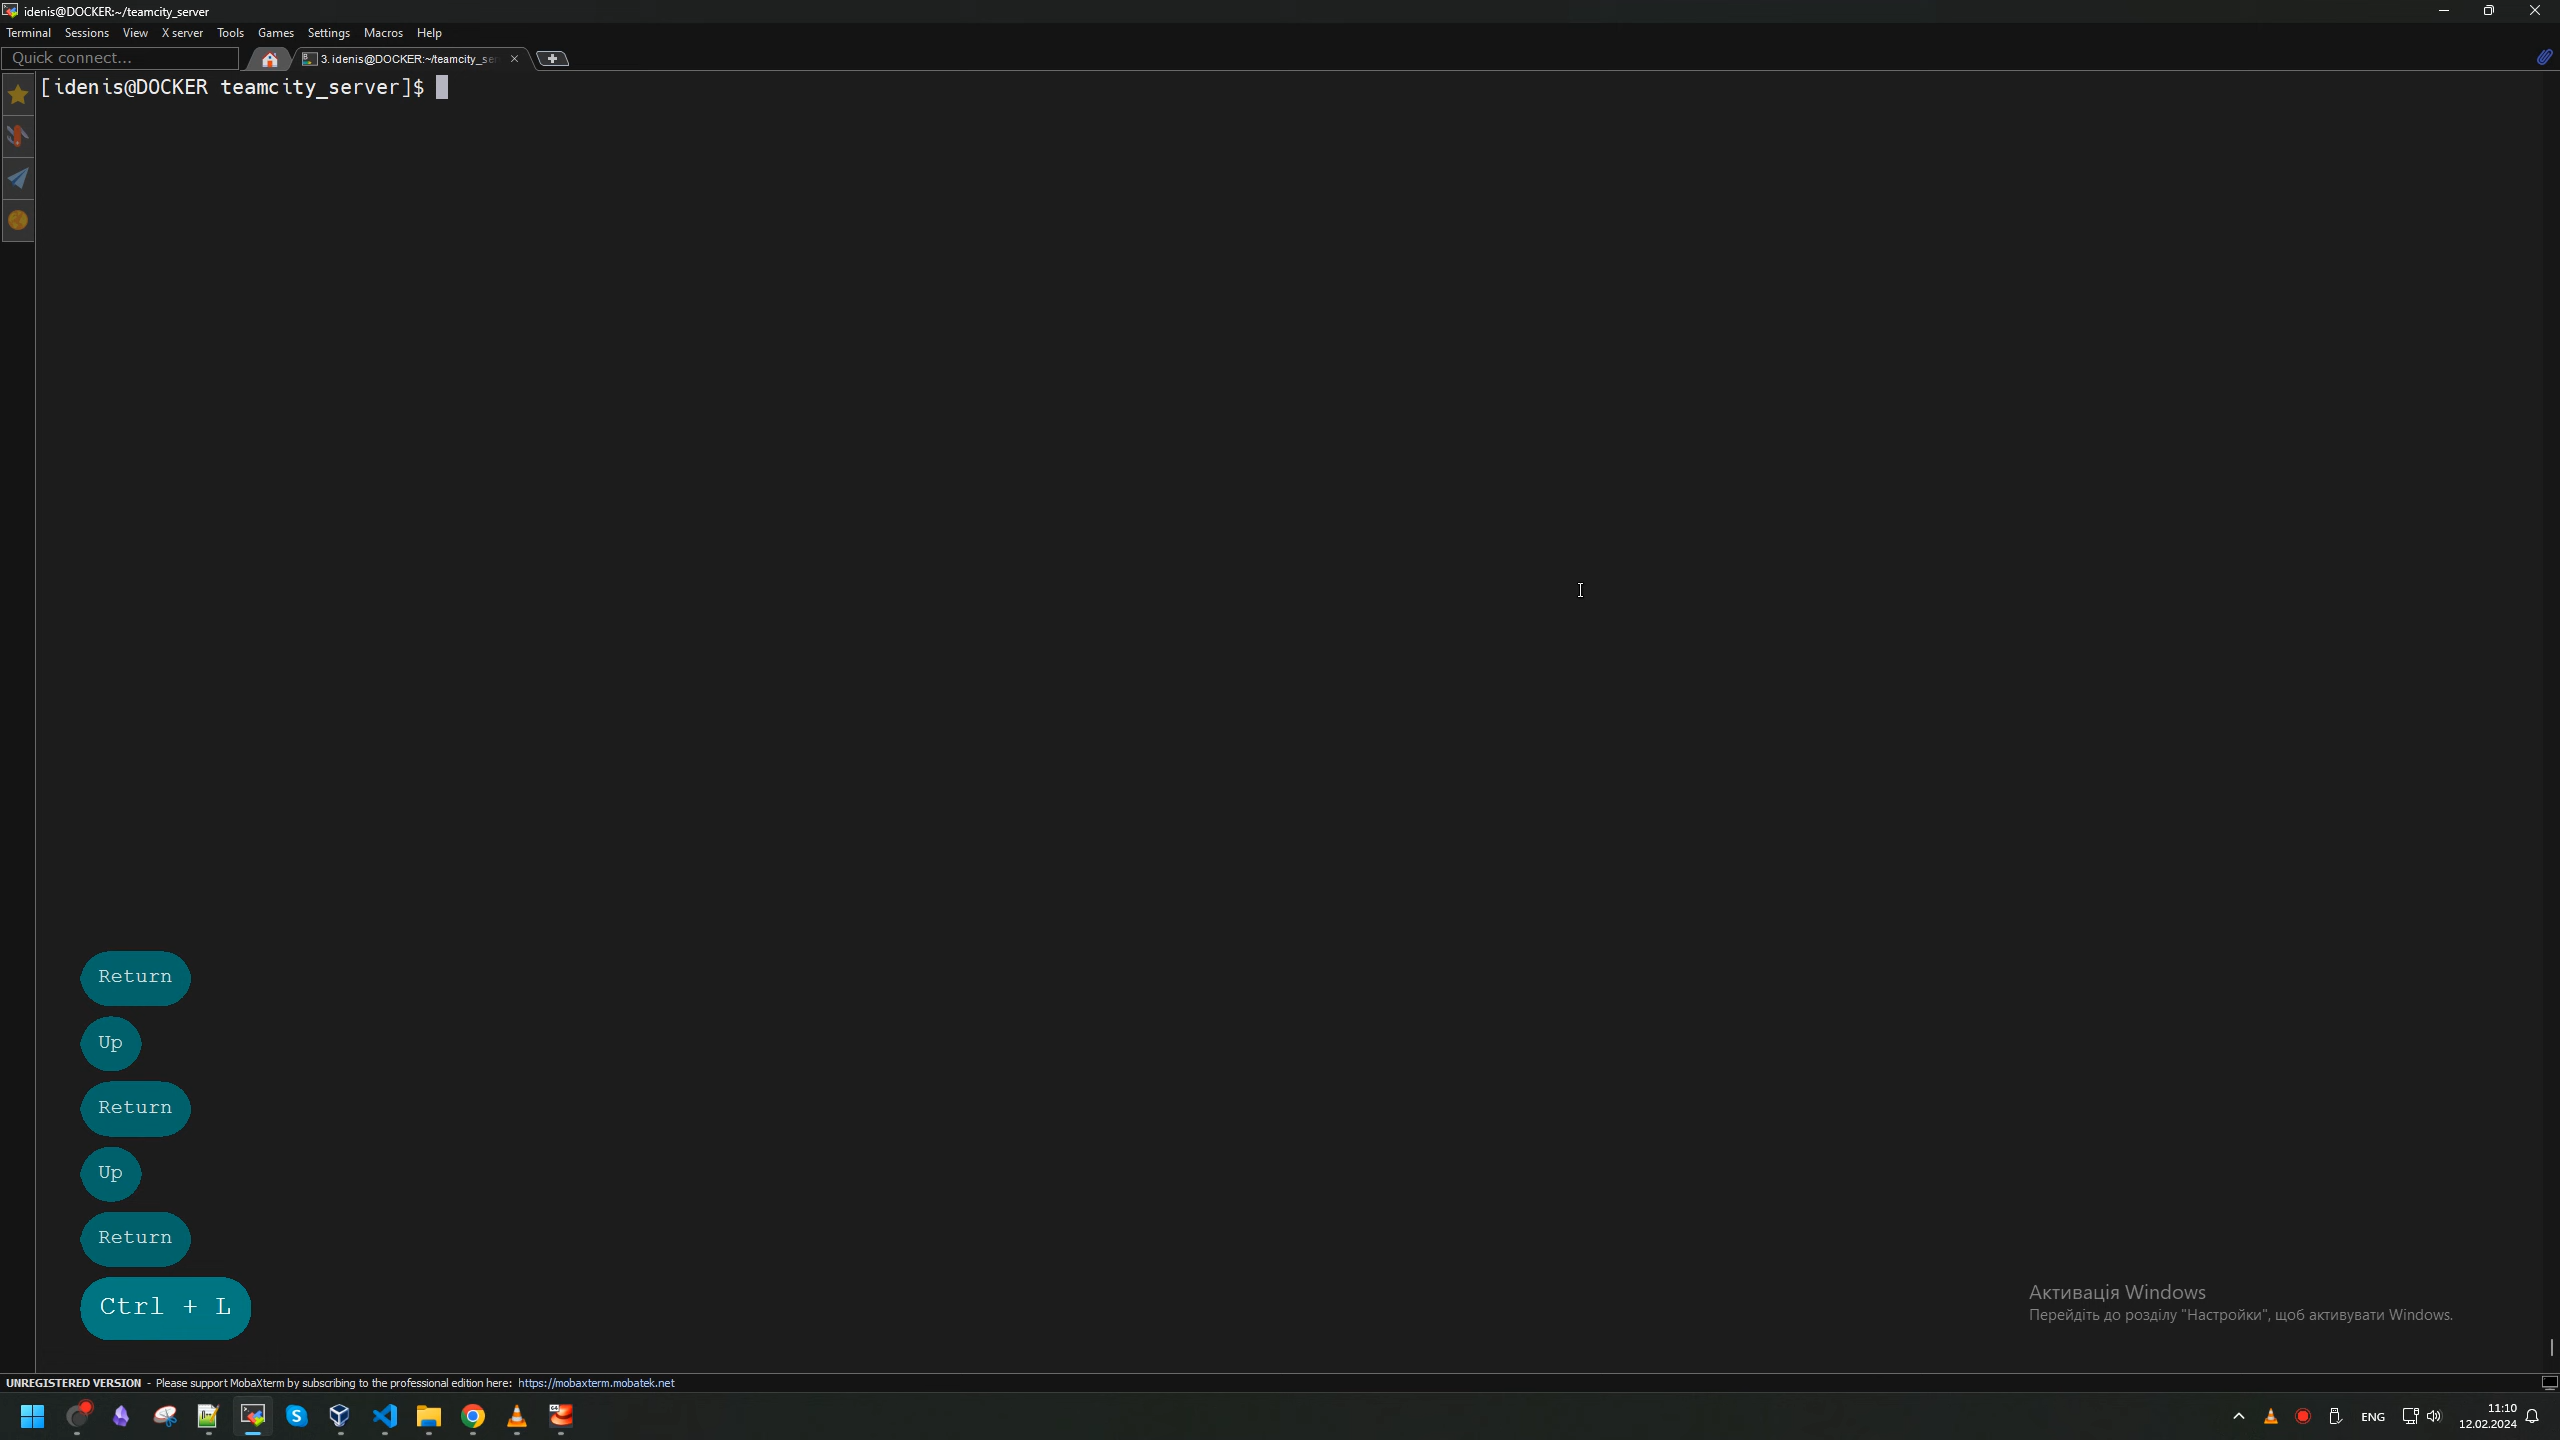 idenis@DOCKER:~/teamcity_server
Terminal Sessions View X server Tools Games Settings Macros Help
Quick connect...
3. idenis@DOCKER:~/teamcity_ser
[idenis@DOCKER teamcity_server]$
Return
Up
Return
Up
Return
Ctrl + L
Активація Windows
Перейдіть до розділу "Настройки", щоб активувати Windows.
UNREGISTERED VERSION - Please support MobaXterm by subscribing to the professional edition here: https://mobaxterm.mobatek.net
ENG
11:10
12.02.2024